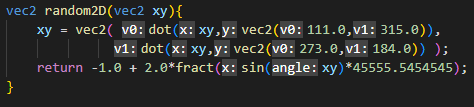 vec2 random2D(vec2 xy){
xy = vec2( v0:dot(x:xy,y:vec2(v0:111.0,v1:315.0)),
v1:dot(x:xy,y:vec2(v0:273.0,v1:184.0)) );
return -1.0 + 2.0*fract(x:sin(angle:xy)*45555.5454545);
}